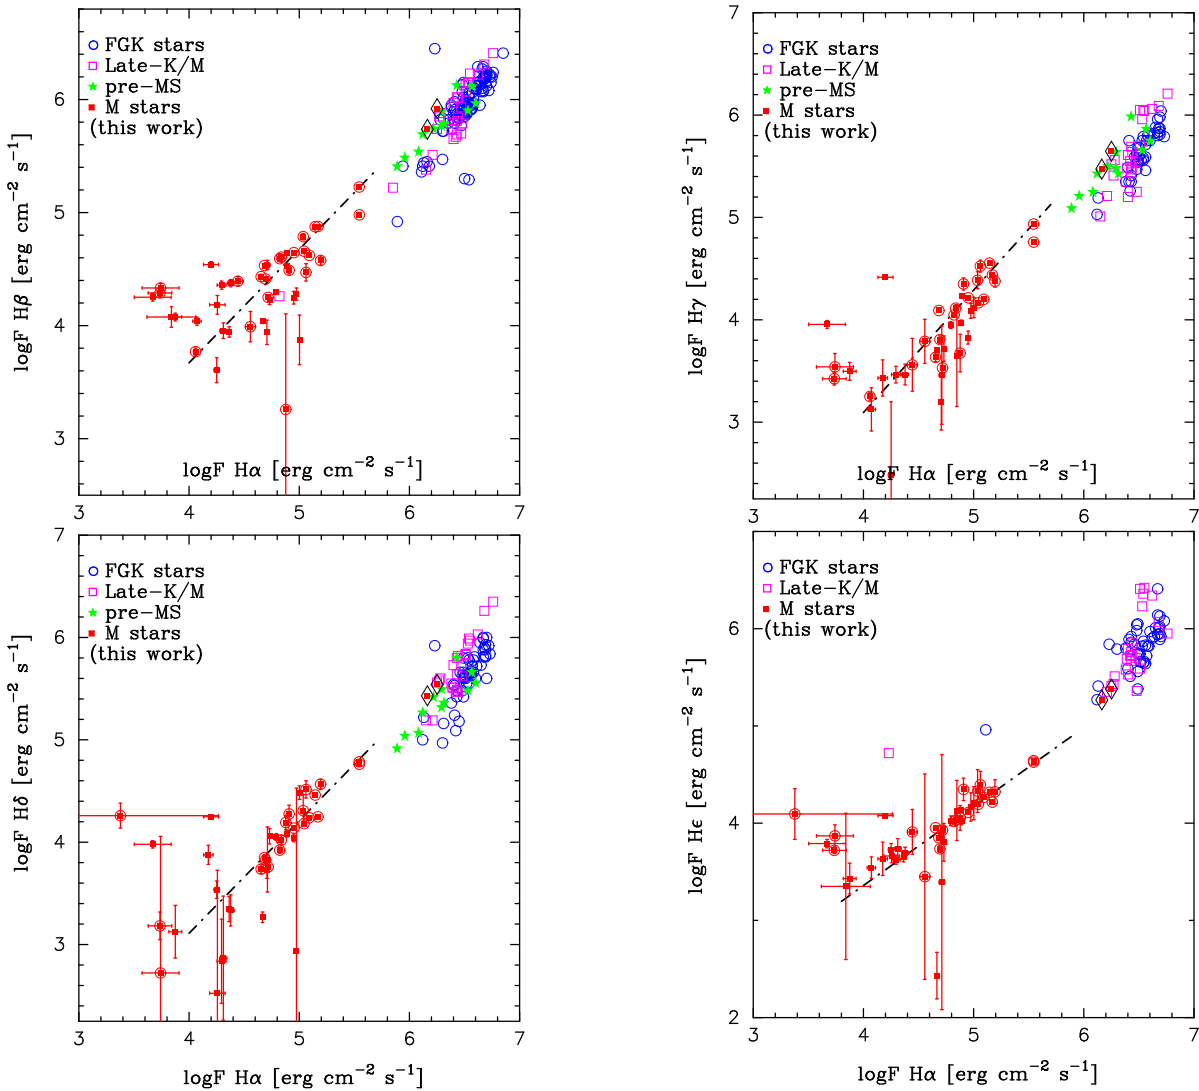 FGK stars
Late-K/M
pre-MS
M stars
(this work)
logF Hβ [erg cm⁻² s⁻¹]
6
5
4
3
logF Hα [erg cm⁻² s⁻¹]
3 4 5 6 7
FGK stars
Late-K/M
pre-MS
M stars
(this work)
logF Hγ [erg cm⁻² s⁻¹]
7
6
5
4
3
logF Hα [erg cm⁻² s⁻¹]
3 4 5 6 7
FGK stars
Late-K/M
pre-MS
M stars
(this work)
logF Hδ [erg cm⁻² s⁻¹]
7
6
5
4
3
3 4 5 6 7
logF Hα [erg cm⁻² s⁻¹]
FGK stars
Late-K/M
M stars
(this work)
logF Hϵ [erg cm⁻² s⁻¹]
6
4
2
3 4 5 6 7
logF Hα [erg cm⁻² s⁻¹]